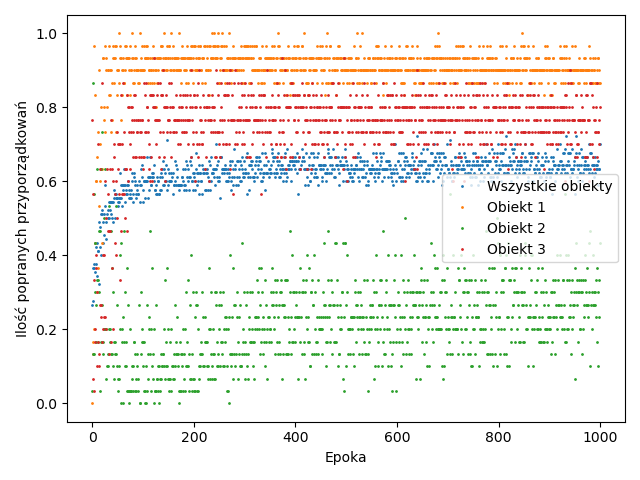 1.0
0.8
0.6
0.4
0.2
0.0
Ilość popranych przyporządkowań
Wszystkie obiekty
Obiekt 1
Obiekt 2
Obiekt 3
0 200 400 600 800 1000
Epoka